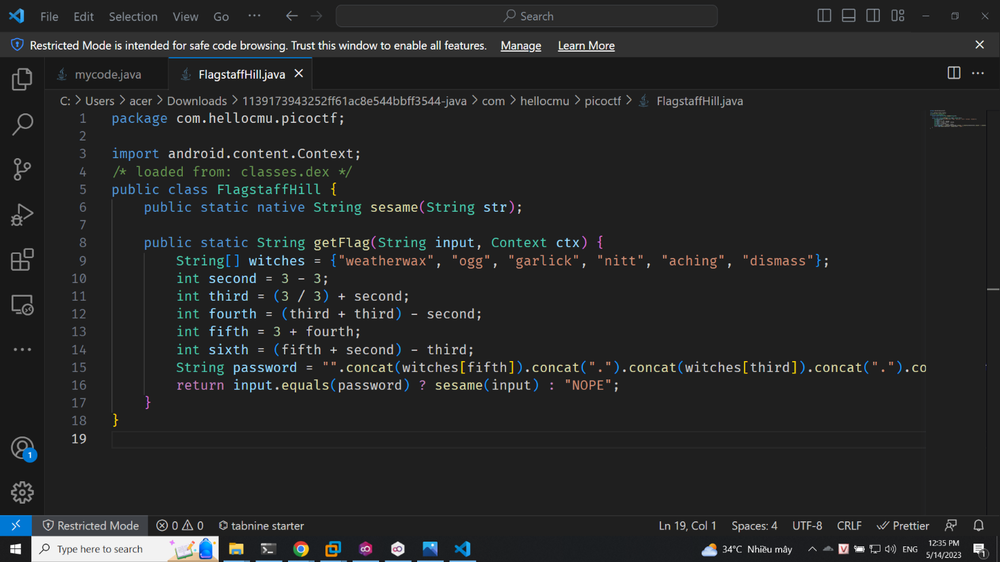 File Edit Selection View Go ··· Search
Restricted Mode is intended for safe code browsing. Trust this window to enable all features. Manage Learn More
mycode.java FlagstaffHill.java
C: > Users > acer > Downloads > 1139173943252ff61ac8e544bbff3544-java > com > hellocmu > picoctf > FlagstaffHill.java
1 package com.hellocmu.picoctf;
2
3 import android.content.Context;
4 /* loaded from: classes.dex */
5 public class FlagstaffHill {
6 public static native String sesame(String str);
7
8 public static String getFlag(String input, Context ctx) {
9 String[] witches = {"weatherwax", "ogg", "garlick", "nitt", "aching", "dismass"};
10 int second = 3 - 3;
11 int third = (3 / 3) + second;
12 int fourth = (third + third) - second;
13 int fifth = 3 + fourth;
14 int sixth = (fifth + second) - third;
15 String password = "".concat(witches[fifth]).concat(".").concat(witches[third]).concat(".").co
16 return input.equals(password) ? sesame(input) : "NOPE";
17 }
18 }
19
1
Restricted Mode 0 0 tabnine starter Ln 19, Col 1 Spaces: 4 UTF-8 CRLF Prettier
Type here to search 34°C Nhiều mây ENG 12:35 PM
5/14/2023 1